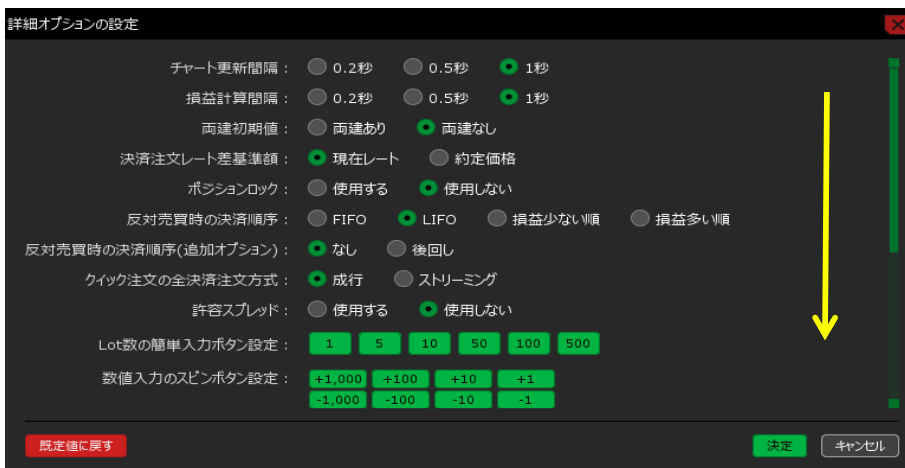 詳細オプションの設定
チャート更新間隔： 0.2秒 0.5秒 1秒
損益計算間隔： 0.2秒 0.5秒 1秒
両建初期値： 両建あり 両建なし
決済注文レート差基準額： 現在レート 約定価格
ポジションロック： 使用する 使用しない
反対売買時の決済順序： FIFO LIFO 損益少ない順 損益多い順
反対売買時の決済順序(追加オプション)： なし 後回し
クイック注文の全決済注文方式： 成行 ストリーミング
許容スプレッド： 使用する 使用しない
Lot数の簡単入力ボタン設定： 1 5 10 50 100 500
数値入力のスピンボタン設定： +1,000 +100 +10 +1
-1,000 -100 -10 -1
既定値に戻す 決定 キャンセル